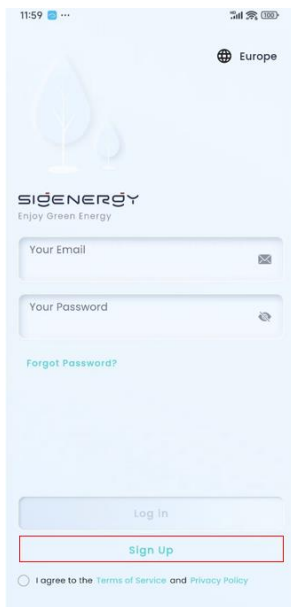 11:59 ...
100
Europe
SIGENERGY
Enjoy Green Energy
Your Email
Your Password
Forgot Password?
Log in
Sign Up
I agree to the Terms of Service and Privacy Policy